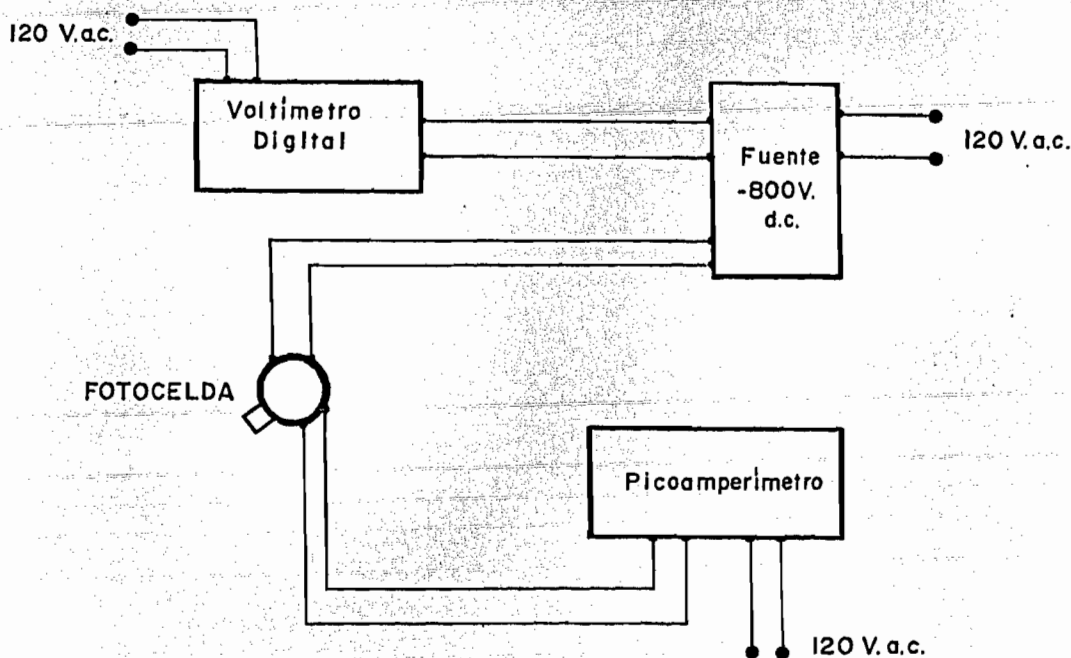 120 V.a.c.
Voltímetro
Digital
Fuente
-800V.
d.c.
120 V.a.c.
FOTOCELDA
Picoamperímetro
120 V.a.c.